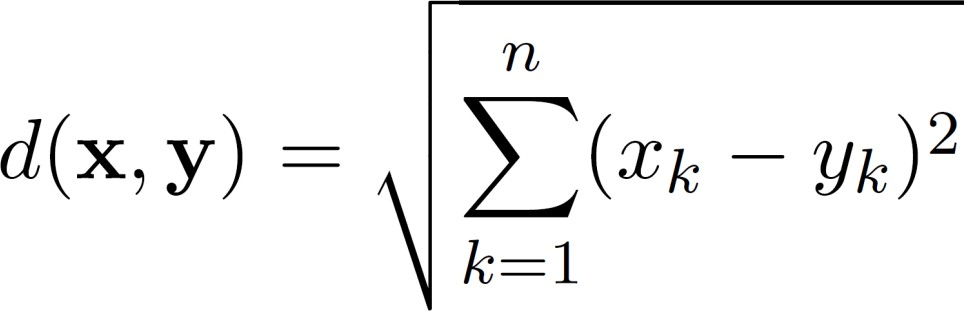 d(𝐱, 𝐲) = √(∑_{k=1}^{n} (x_k − y_k)²)